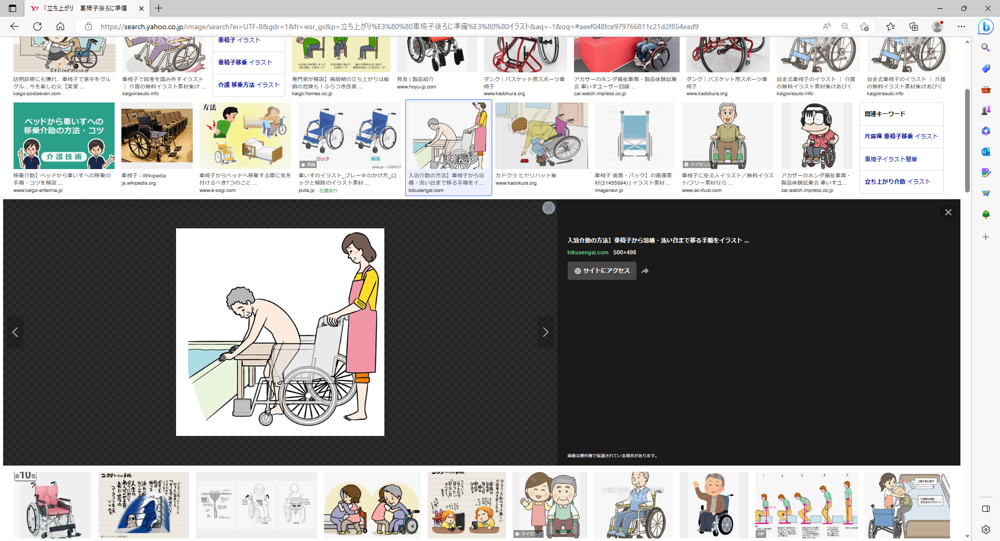 「立ち上がり　車椅子後ろに準備
https://search.yahoo.co.jp/image/search?ei=UTF-8&gdr=1&fr=wsr_gs&p=立ち上がり%E3%80%80車椅子後ろに準備%E3%80%80イラスト&aq=-1&oq=#aeef048fce979766811c21d2f854ead9
車椅子 イラスト
車椅子移乗 イラスト
介護 移乗方法 イラスト
訪問診療にも慣れ、車椅子で家中をグル
グル…今を楽しむ父【実家 ...
kaigo-postseven.com
車椅子で段差を踏み外すイラスト
｜ 介護の無料イラスト素材集け ...
kaigoirasuto.info
専門家が解説】高齢期の立ち上がりは転
倒の危険も！ふらつき改善 ...
kaigo.homes.co.jp
邦友 | 製品紹介
www.hoyu-jp.com
ダンク｜バスケット用スポーツ車
椅子
www.kadokura.org
アカザーのホンダ福祉車両・製品体験試乗
会 車いすユーザー目線 ...
car.watch.impress.co.jp
ダンク｜バスケット用スポーツ車
椅子
www.kadokura.org
自走式車椅子のイラスト ｜ 介護
の無料イラスト素材集けあぴく
kaigoirasuto.info
自走式車椅子のイラスト ｜ 介護
の無料イラスト素材集けあぴく
kaigoirasuto.info
ベッドから車いすへの
移乗介助の方法・コツ
介護技術
移乗介助】ベッドから車いすへの移乗の
手順・コツを解説 ...
www.kaigo-antenna.jp
車椅子 - Wikipedia
ja.wikipedia.org
方法
車椅子からベッドへ移乗する際に気を
付けるべき7つのこと ...
www.e-sogi.com
ロック
解除
商品
pixta.jp - 7384517
車いすのイラスト_ブレーキのかけ方_ロ
ックと解除のイラスト素材 ...
pixta.jp - 在庫あり
入浴介助の方法】車椅子から浴
槽・洗い台まで移る手順をイ...
tokusengai.com
カドクラ ヒヤリハット集
www.kadokura.org
車椅子 後面・バック】の画像素
材(31455894) | イラスト素材...
imagenavi.jp
ライセンス
車椅子に座る人イラスト／無料イラス
ト/フリー素材なら ...
www.ac-illust.com
アカザーのホンダ福祉車両・
製品体験試乗会 車いすユ...
car.watch.impress.co.jp
関連キーワード
片麻痺 車椅子移乗 イラスト
車椅子イラスト簡単
立ち上がり介助 イラスト
入浴介助の方法】車椅子から浴槽・洗い台まで移る手順をイラスト ...
tokusengai.com 500×498
サイトにアクセス
画像は著作権で保護されている場合があります。
全10色
コータリさんからの手紙
ライセンス
1 2 3 4 5
GIF